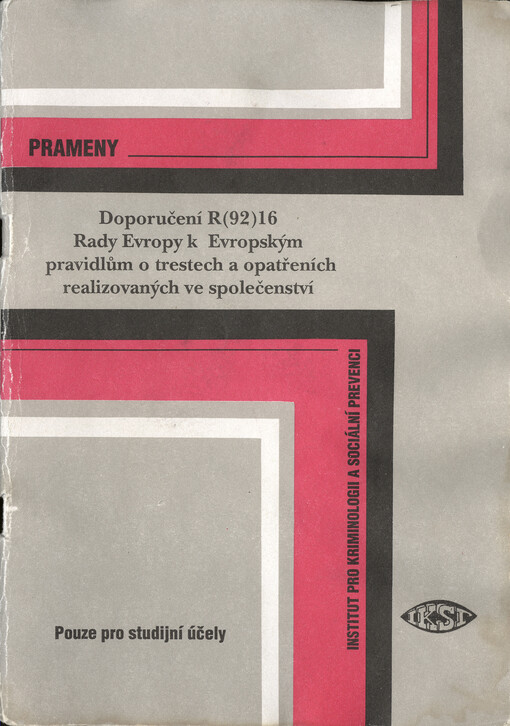 PRAMENY
Doporučení R(92)16
Rady Evropy k Evropským
pravidlům o trestech a opatřeních
realizovaných ve společenství
INSTITUT PRO KRIMINOLOGII A SOCIÁLNÍ PREVENCI
Pouze pro studijní účely
IKSP